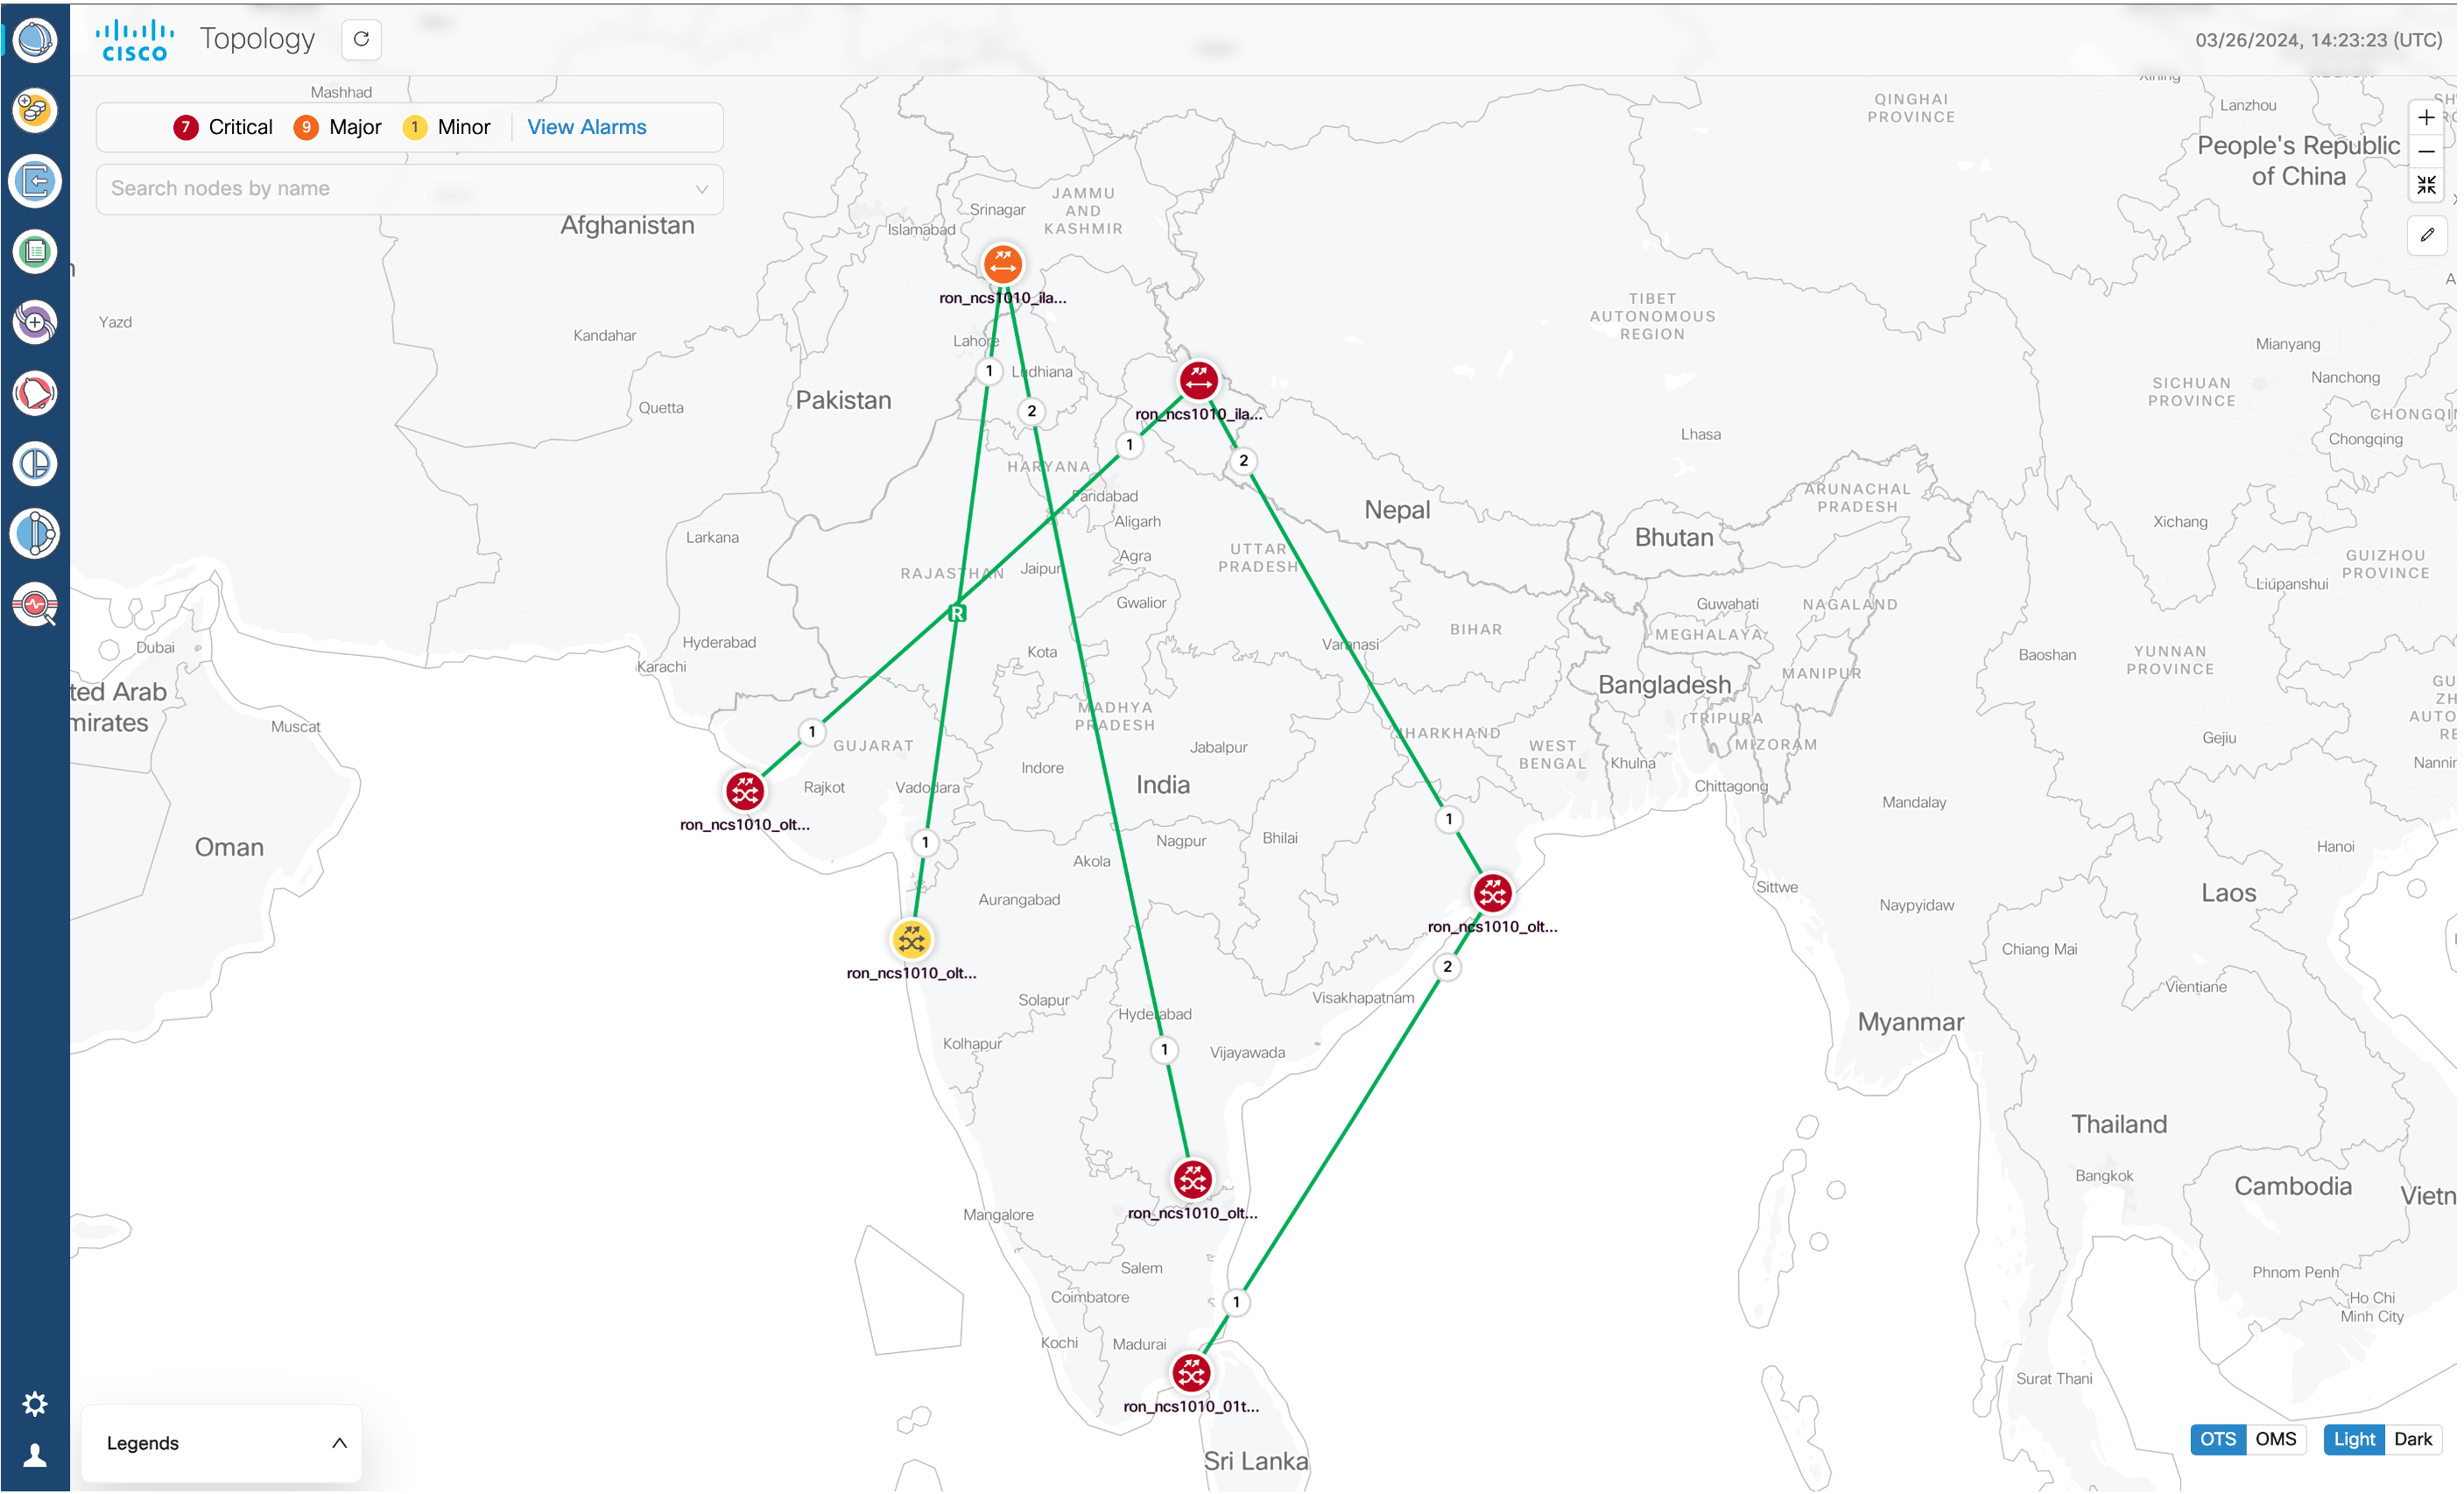 CISCO
Topology
03/26/2024, 14:23:23 (UTC)
7 Critical 9 Major 1 Minor View Alarms
Search nodes by name
Mashhad
QINGHAI
PROVINCE
Lanzhou
People's Republic
of China
Afghanistan
Islamabad
Srinagar
JAMMU
AND
KASHMIR
ron_ncs1010_ila...
Yazd
Kandahar
Lahore
TIBET
AUTONOMOUS
REGION
Mianyang
1
Ludhiana
Nanchong
SICHUAN
PROVINCE
Quetta
Pakistan
2
ron_ncs1010_ila...
1
2
Lhasa
Chongqing
HARYANA
Faridabad
Nepal
ARUNACHAL
PRADESH
Aligarh
Xichang
Larkana
Bhutan
Agra
UTTAR
PRADESH
GUIZHOU
PROVINCE
RAJASTHAN
Jaipur
Liupanshui
R
Gwalior
Guwahati
NAGALAND
Dubai
Hyderabad
Karachi
Kota
Varanasi
BIHAR
MEGHALAYA
Baoshan
YUNNAN
PROVINCE
MANIPUR
ted Arab
mirates
Bangladesh
Muscat
1
GUJARAT
MADHYA
PRADESH
TRIPURA
JHARKHAND
WEST
BENGAL
MIZORAM
Gejiu
Jabalpur
Khulna
Indore
India
Rajkot
Vadodara
Chittagong
Mandalay
ron_ncs1010_olt...
1
1
Oman
Nagpur
Bhilai
Hanoi
Akola
Aurangabad
Sittwe
Naypyidaw
Laos
ron_ncs1010_olt...
ron_ncs1010_olt...
2
Chiang Mai
Vientiane
Solapur
Visakhapatnam
Hyderabad
Myanmar
Kolhapur
1
Vijayawada
Thailand
Bangkok
Cambodia
Vietn
Mangalore
ron_ncs1010_olt...
Salem
Phnom Penh
Coimbatore
1
Ho Chi
Minh City
Kochi
Madurai
Surat Thani
ron_ncs1010_01t...
Legends
Sri Lanka
OTS OMS Light Dark